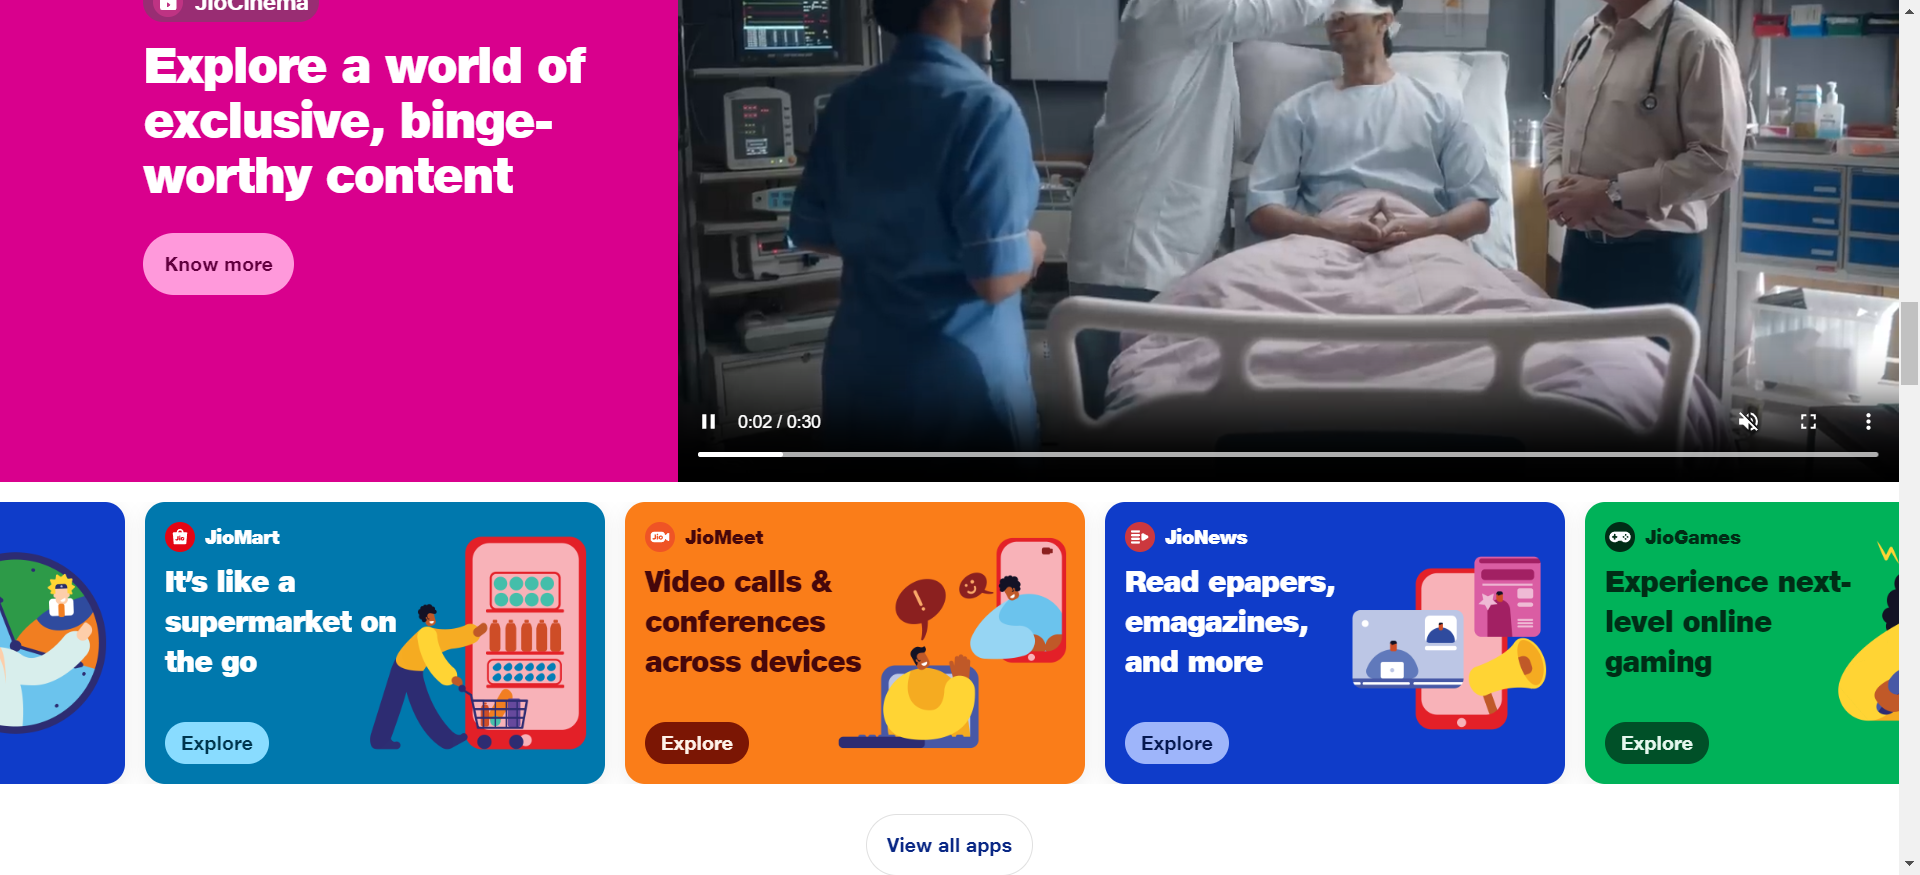 JioCinema
Explore a world of
exclusive, binge-
worthy content
Know more
0:02 / 0:30
JioMart
It's like a
supermarket on
the go
Explore
JioMeet
Video calls &
conferences
across devices
Explore
JioNews
Read epapers,
emagazines,
and more
Explore
JioGames
Experience next-
level online
gaming
Explore
View all apps